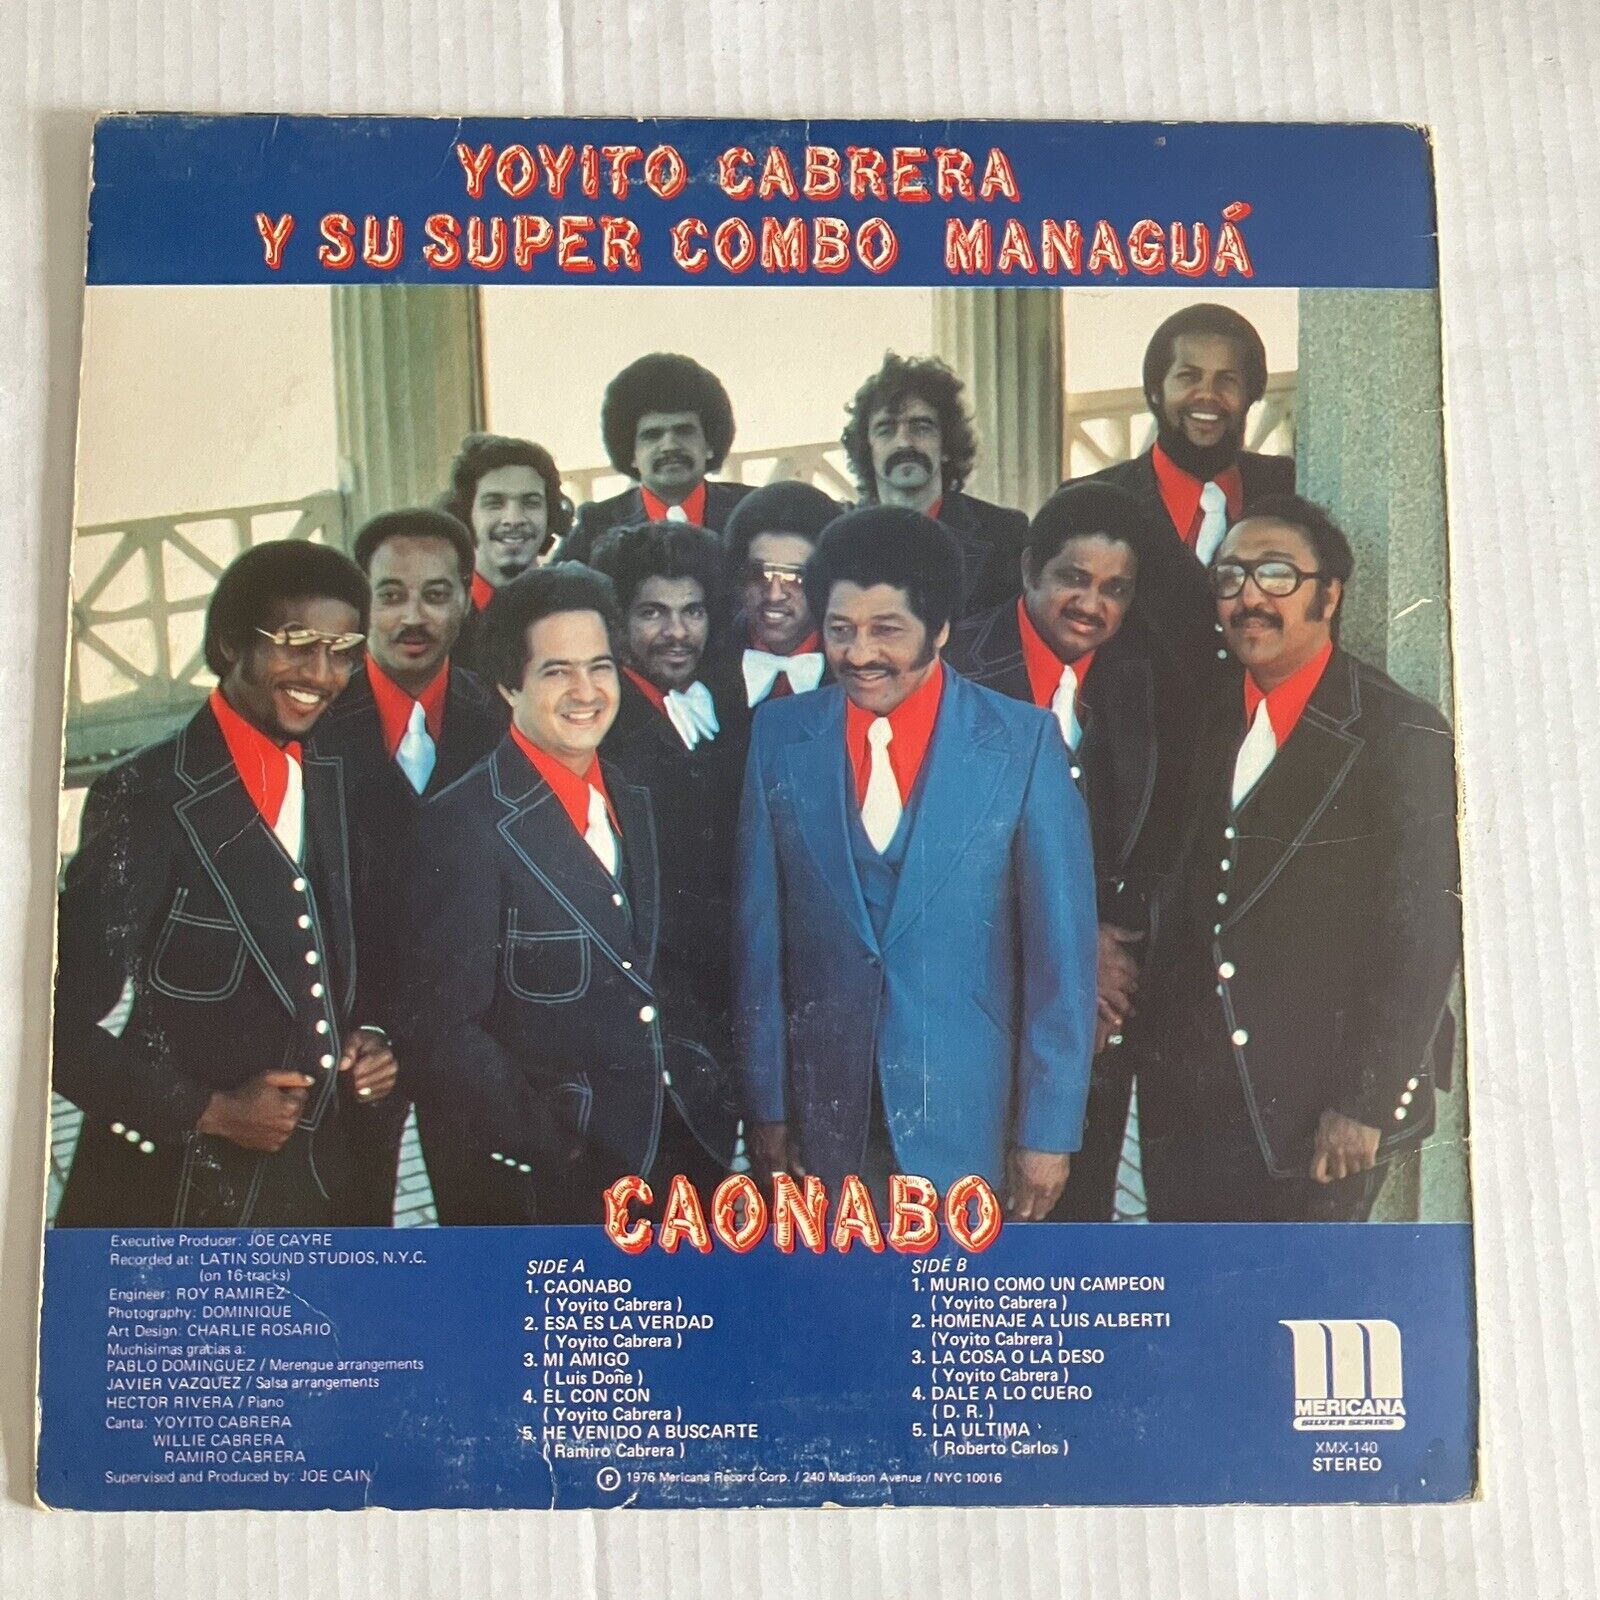 YOYITO CABRERA
Y SU SUPER COMBO MANAGUÁ
CAONABO
Executive Producer: JOE CAYRE
Recorded at: LATIN SOUND STUDIOS, N.Y.C.
(on 16-tracks)
Engineer: ROY RAMIREZ
Photography: DOMINIQUE
Art Design: CHARLIE ROSARIO
Muchisimas gracias a:
PABLO DOMINGUEZ / Merengue arrangements
JAVIER VAZQUEZ / Salsa arrangements
HECTOR RIVERA / Piano
Canta: YOYITO CABRERA
WILLIE CABRERA
RAMIRO CABRERA
Supervised and Produced by: JOE CAIN
SIDE A
1. CAONABO
( Yoyito Cabrera )
2. ESA ES LA VERDAD
( Yoyito Cabrera )
3. MI AMIGO
( Luis Doñe )
4. EL CON CON
( Yoyito Cabrera )
5. HE VENIDO A BUSCARTE
( Ramiro Cabrera )
SIDE B
1. MURIO COMO UN CAMPEON
( Yoyito Cabrera )
2. HOMENAJE A LUIS ALBERTI
(Yoyito Cabrera )
3. LA COSA O LA DESO
( Yoyito Cabrera )
4. DALE A LO CUERO
( D. R. )
5. LA ULTIMA
( Roberto Carlos )
Ⓟ 1976 Mericana Record Corp. / 240 Madison Avenue / NYC 10016
MERICANA
SILVER SERIES
XMX-140
STEREO